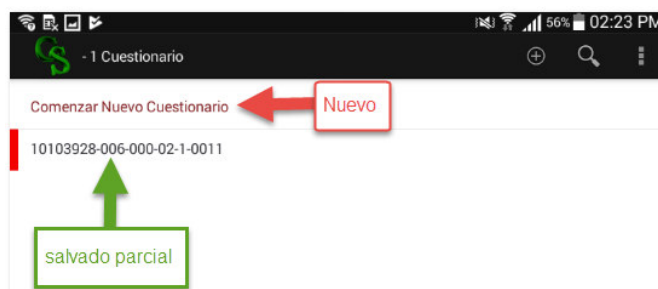 56% 02:23 PM
CS - 1 Cuestionario
Comenzar Nuevo Cuestionario Nuevo
10103928-006-000-02-1-0011
salvado parcial